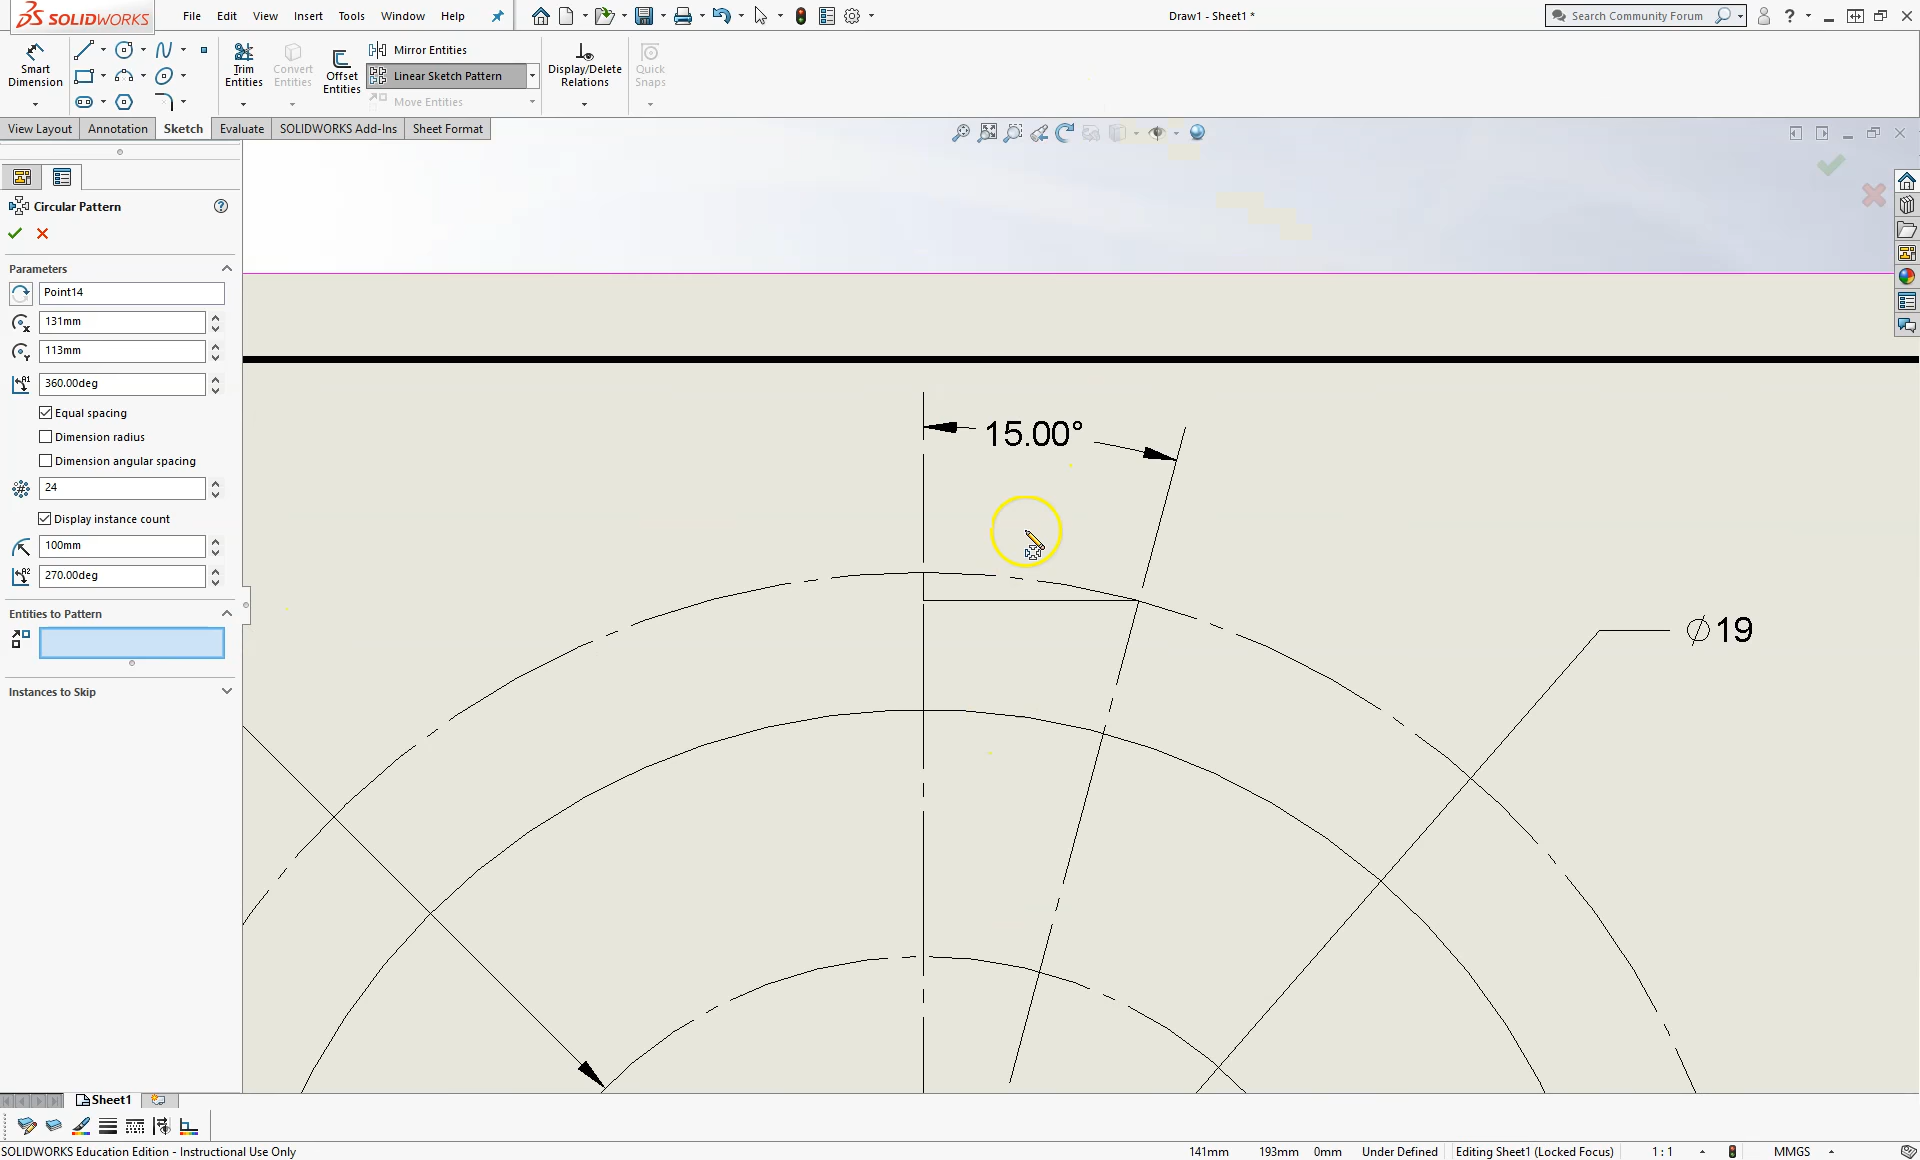 SOLIDWORKS File Edit View Insert Tools Window Help Draw1 - Sheet1 * Search Community Forum ?
Smart Dimension
Trim Entities
Convert Entities
Offset Entities
Mirror Entities
Linear Sketch Pattern
Move Entities
Display/Delete Relations
Quick Snaps
View Layout Annotation Sketch Evaluate SOLIDWORKS Add-Ins Sheet Format
Circular Pattern ?
Parameters
Point14
131mm
113mm
360.00deg
Equal spacing
Dimension radius
Dimension angular spacing
24
Display instance count
100mm
270.00deg
Entities to Pattern
Instances to Skip
15.00°
∅19
Sheet1
SOLIDWORKS Education Edition - Instructional Use Only 141mm 193mm 0mm Under Defined Editing Sheet1 (Locked Focus) 1:1 MMGS